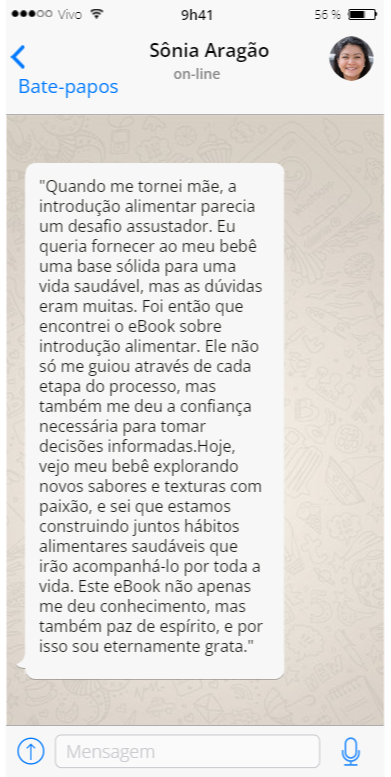 Vivo 9h41 56 %
Sônia Aragão
on-line
Bate-papos
"Quando me tornei mãe, a
introdução alimentar parecia
um desafio assustador. Eu
queria fornecer ao meu bebê
uma base sólida para uma
vida saudável, mas as dúvidas
eram muitas. Foi então que
encontrei o eBook sobre
introdução alimentar. Ele não
só me guiou através de cada
etapa do processo, mas
também me deu a confiança
necessária para tomar
decisões informadas.Hoje,
vejo meu bebê explorando
novos sabores e texturas com
paixão, e sei que estamos
construindo juntos hábitos
alimentares saudáveis que
irão acompanhá-lo por toda a
vida. Este eBook não apenas
me deu conhecimento, mas
também paz de espírito, e por
isso sou eternamente grata."
Mensagem